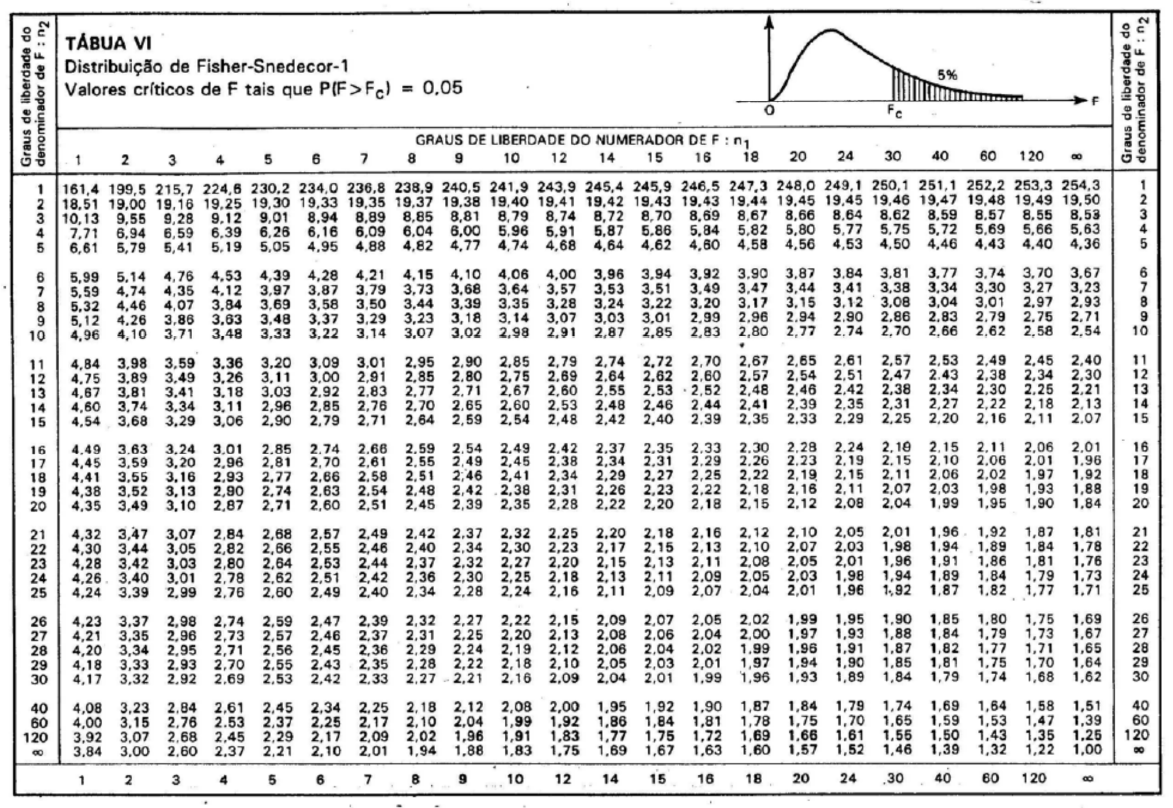 Graus de liberdade do
denominador de F : n2
TÁBUA VI
Distribuição de Fisher-Snedecor-1
Valores críticos de F tais que P(F>Fc) = 0,05
5%
O Fc F
Graus de liberdade do
denominador de F : n2
GRAUS DE LIBERDADE DO NUMERADOR DE F : n1
1 2 3 4 5 6 7 8 9 10 12 14 15 16 18 20 24 30 40 60 120 ∞
1 161,4 199,5 215,7 224,6 230,2 234,0 236,8 238,9 240,5 241,9 243,9 245,4 245,9 246,5 247,3 248,0 249,1 250,1 251,1 252,2 253,3 254,3 1
2 18,51 19,00 19,16 19,25 19,30 19,33 19,35 19,37 19,38 19,40 19,41 19,42 19,43 19,43 19,44 19,45 19,45 19,46 19,47 19,48 19,49 19,50 2
3 10,13 9,55 9,28 9,12 9,01 8,94 8,89 8,85 8,81 8,79 8,74 8,72 8,70 8,69 8,67 8,66 8,64 8,62 8,59 8,57 8,55 8,53 3
4 7,71 6,94 6,59 6,39 6,26 6,16 6,09 6,04 6,00 5,96 5,91 5,87 5,86 5,84 5,82 5,80 5,77 5,75 5,72 5,69 5,66 5,63 4
5 6,61 5,79 5,41 5,19 5,05 4,95 4,88 4,82 4,77 4,74 4,68 4,64 4,62 4,60 4,58 4,56 4,53 4,50 4,46 4,43 4,40 4,36 5
6 5,99 5,14 4,76 4,53 4,39 4,28 4,21 4,15 4,10 4,06 4,00 3,96 3,94 3,92 3,90 3,87 3,84 3,81 3,77 3,74 3,70 3,67 6
7 5,59 4,74 4,35 4,12 3,97 3,87 3,79 3,73 3,68 3,64 3,57 3,53 3,51 3,49 3,47 3,44 3,41 3,38 3,34 3,30 3,27 3,23 7
8 5,32 4,46 4,07 3,84 3,69 3,58 3,50 3,44 3,39 3,35 3,28 3,24 3,22 3,20 3,17 3,15 3,12 3,08 3,04 3,01 2,97 2,93 8
9 5,12 4,26 3,86 3,63 3,48 3,37 3,29 3,23 3,18 3,14 3,07 3,03 3,01 2,99 2,96 2,94 2,90 2,86 2,83 2,79 2,75 2,71 9
10 4,96 4,10 3,71 3,48 3,33 3,22 3,14 3,07 3,02 2,98 2,91 2,87 2,85 2,83 2,80 2,77 2,74 2,70 2,66 2,62 2,58 2,54 10
11 4,84 3,98 3,59 3,36 3,20 3,09 3,01 2,95 2,90 2,85 2,79 2,74 2,72 2,70 2,67 2,65 2,61 2,57 2,53 2,49 2,45 2,40 11
12 4,75 3,89 3,49 3,26 3,11 3,00 2,91 2,85 2,80 2,75 2,69 2,64 2,62 2,60 2,57 2,54 2,51 2,47 2,43 2,38 2,34 2,30 12
13 4,67 3,81 3,41 3,18 3,03 2,92 2,83 2,77 2,71 2,67 2,60 2,55 2,53 2,52 2,48 2,46 2,42 2,38 2,34 2,30 2,25 2,21 13
14 4,60 3,74 3,34 3,11 2,96 2,85 2,76 2,70 2,65 2,60 2,53 2,48 2,46 2,44 2,41 2,39 2,35 2,31 2,27 2,22 2,18 2,13 14
15 4,54 3,68 3,29 3,06 2,90 2,79 2,71 2,64 2,59 2,54 2,48 2,42 2,40 2,39 2,35 2,33 2,29 2,25 2,20 2,16 2,11 2,07 15
16 4,49 3,63 3,24 3,01 2,85 2,74 2,66 2,59 2,54 2,49 2,42 2,37 2,35 2,33 2,30 2,28 2,24 2,19 2,15 2,11 2,06 2,01 16
17 4,45 3,59 3,20 2,96 2,81 2,70 2,61 2,55 2,49 2,45 2,38 2,34 2,31 2,29 2,26 2,23 2,19 2,15 2,10 2,06 2,01 1,96 17
18 4,41 3,55 3,16 2,93 2,77 2,66 2,58 2,51 2,46 2,41 2,34 2,29 2,27 2,25 2,22 2,19 2,15 2,11 2,06 2,02 1,97 1,92 18
19 4,38 3,52 3,13 2,90 2,74 2,63 2,54 2,48 2,42 2,38 2,31 2,26 2,23 2,22 2,18 2,16 2,11 2,07 2,03 1,98 1,93 1,88 19
20 4,35 3,49 3,10 2,87 2,71 2,60 2,51 2,45 2,39 2,35 2,28 2,22 2,20 2,18 2,15 2,12 2,08 2,04 1,99 1,95 1,90 1,84 20
21 4,32 3,47 3,07 2,84 2,68 2,57 2,49 2,42 2,37 2,32 2,25 2,20 2,18 2,16 2,12 2,10 2,05 2,01 1,96 1,92 1,87 1,81 21
22 4,30 3,44 3,05 2,82 2,66 2,55 2,46 2,40 2,34 2,30 2,23 2,17 2,15 2,13 2,10 2,07 2,03 1,98 1,94 1,89 1,84 1,78 22
23 4,28 3,42 3,03 2,80 2,64 2,53 2,44 2,37 2,32 2,27 2,20 2,15 2,13 2,11 2,08 2,05 2,01 1,96 1,91 1,86 1,81 1,76 23
24 4,26 3,40 3,01 2,78 2,62 2,51 2,42 2,36 2,30 2,25 2,18 2,13 2,11 2,09 2,05 2,03 1,98 1,94 1,89 1,84 1,79 1,73 24
25 4,24 3,39 2,99 2,76 2,60 2,49 2,40 2,34 2,28 2,24 2,16 2,11 2,09 2,07 2,04 2,01 1,96 1,92 1,87 1,82 1,77 1,71 25
26 4,23 3,37 2,98 2,74 2,59 2,47 2,39 2,32 2,27 2,22 2,15 2,09 2,07 2,05 2,02 1,99 1,95 1,90 1,85 1,80 1,75 1,69 26
27 4,21 3,35 2,96 2,73 2,57 2,46 2,37 2,31 2,25 2,20 2,13 2,08 2,06 2,04 2,00 1,97 1,93 1,88 1,84 1,79 1,73 1,67 27
28 4,20 3,34 2,95 2,71 2,56 2,45 2,36 2,29 2,24 2,19 2,12 2,06 2,04 2,02 1,99 1,96 1,91 1,87 1,82 1,77 1,71 1,65 28
29 4,18 3,33 2,93 2,70 2,55 2,43 2,35 2,28 2,22 2,18 2,10 2,05 2,03 2,01 1,97 1,94 1,90 1,85 1,81 1,75 1,70 1,64 29
30 4,17 3,32 2,92 2,69 2,53 2,42 2,33 2,27 2,21 2,16 2,09 2,04 2,01 1,99 1,96 1,93 1,89 1,84 1,79 1,74 1,68 1,62 30
40 4,08 3,23 2,84 2,61 2,45 2,34 2,25 2,18 2,12 2,08 2,00 1,95 1,92 1,90 1,87 1,84 1,79 1,74 1,69 1,64 1,58 1,51 40
60 4,00 3,15 2,76 2,53 2,37 2,25 2,17 2,10 2,04 1,99 1,92 1,86 1,84 1,81 1,78 1,75 1,70 1,65 1,59 1,53 1,47 1,39 60
120 3,92 3,07 2,68 2,45 2,29 2,17 2,09 2,02 1,96 1,91 1,83 1,77 1,75 1,72 1,69 1,66 1,61 1,55 1,50 1,43 1,35 1,25 120
∞ 3,84 3,00 2,60 2,37 2,21 2,10 2,01 1,94 1,88 1,83 1,75 1,69 1,67 1,63 1,60 1,57 1,52 1,46 1,39 1,32 1,22 1,00 ∞
1 2 3 4 5 6 7 8 9 10 12 14 15 16 18 20 24 30 40 60 120 ∞